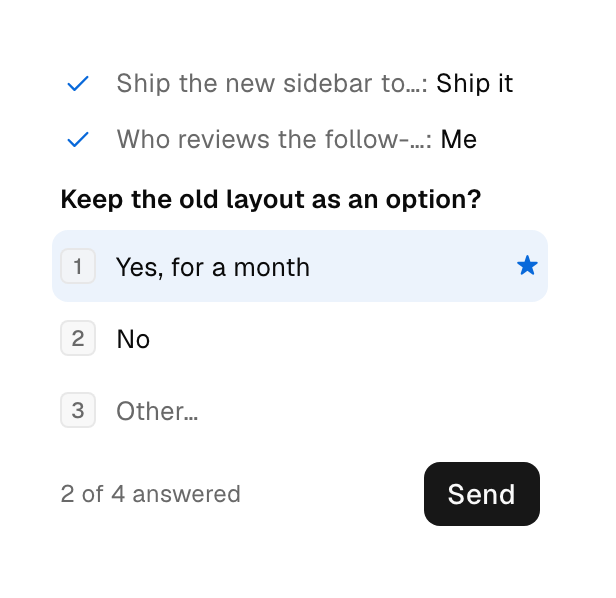 Ship the new sidebar to…: Ship it
Who reviews the follow-…: Me
Keep the old layout as an option?
1 Yes, for a month
2 No
3 Other…
2 of 4 answered Send